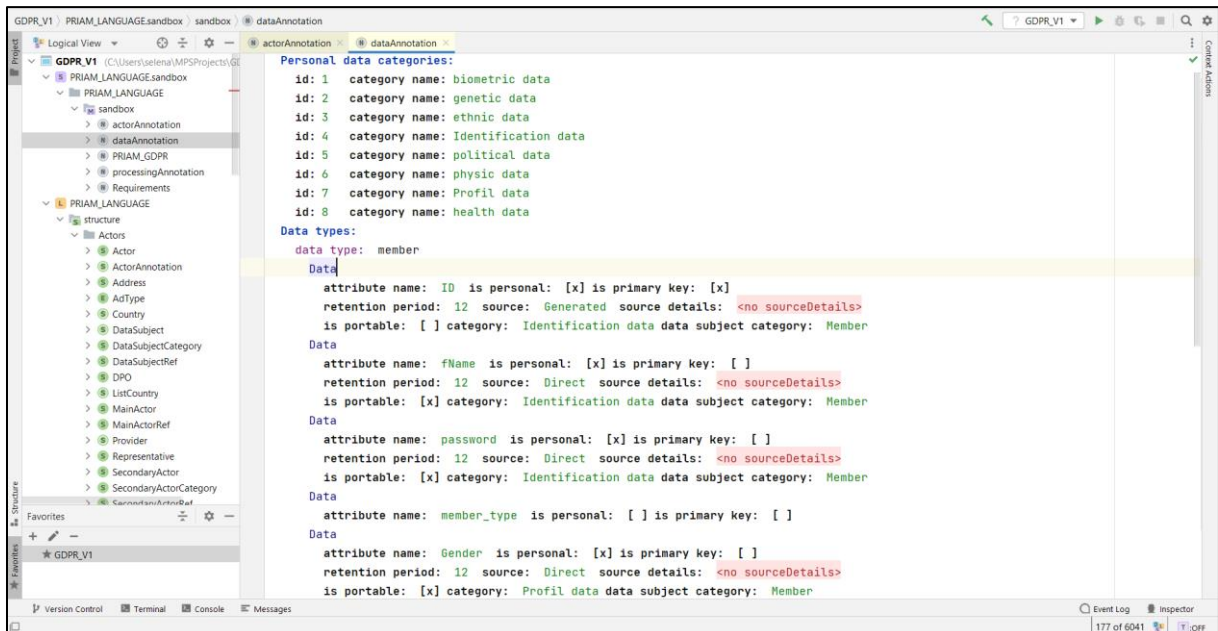 GDPR_V1 PRIAM_LANGUAGE.sandbox sandbox dataAnnotation
GDPR_V1
Project
Logical View
GDPR_V1 (C:\Users\selena\MPSProjects\
PRIAM_LANGUAGE.sandbox
PRIAM_LANGUAGE
sandbox
actorAnnotation
dataAnnotation
PRIAM_GDPR
processingAnnotation
Requirements
PRIAM_LANGUAGE
structure
Actors
Actor
ActorAnnotation
Address
AdType
Country
DataSubject
DataSubjectCategory
DataSubjectRef
DPO
ListCountry
MainActor
MainActorRef
Provider
Representative
SecondaryActor
SecondaryActorCategory
SecondaryActorRef
Structure
Favorites
Favorites
GDPR_V1
actorAnnotation dataAnnotation
Personal data categories:
id: 1 category name: biometric data
id: 2 category name: genetic data
id: 3 category name: ethnic data
id: 4 category name: Identification data
id: 5 category name: political data
id: 6 category name: physic data
id: 7 category name: Profil data
id: 8 category name: health data
Data types:
data type: member
Data
attribute name: ID is personal: [x] is primary key: [x]
retention period: 12 source: Generated source details: <no sourceDetails>
is portable: [ ] category: Identification data data subject category: Member
Data
attribute name: fName is personal: [x] is primary key: [ ]
retention period: 12 source: Direct source details: <no sourceDetails>
is portable: [x] category: Identification data data subject category: Member
Data
attribute name: password is personal: [x] is primary key: [ ]
retention period: 12 source: Direct source details: <no sourceDetails>
is portable: [x] category: Identification data data subject category: Member
Data
attribute name: member_type is personal: [ ] is primary key: [ ]
Data
attribute name: Gender is personal: [x] is primary key: [ ]
retention period: 12 source: Direct source details: <no sourceDetails>
is portable: [x] category: Profil data data subject category: Member
Context Actions
Version Control Terminal Console Messages
Event Log Inspector
177 of 6041 T:OFF